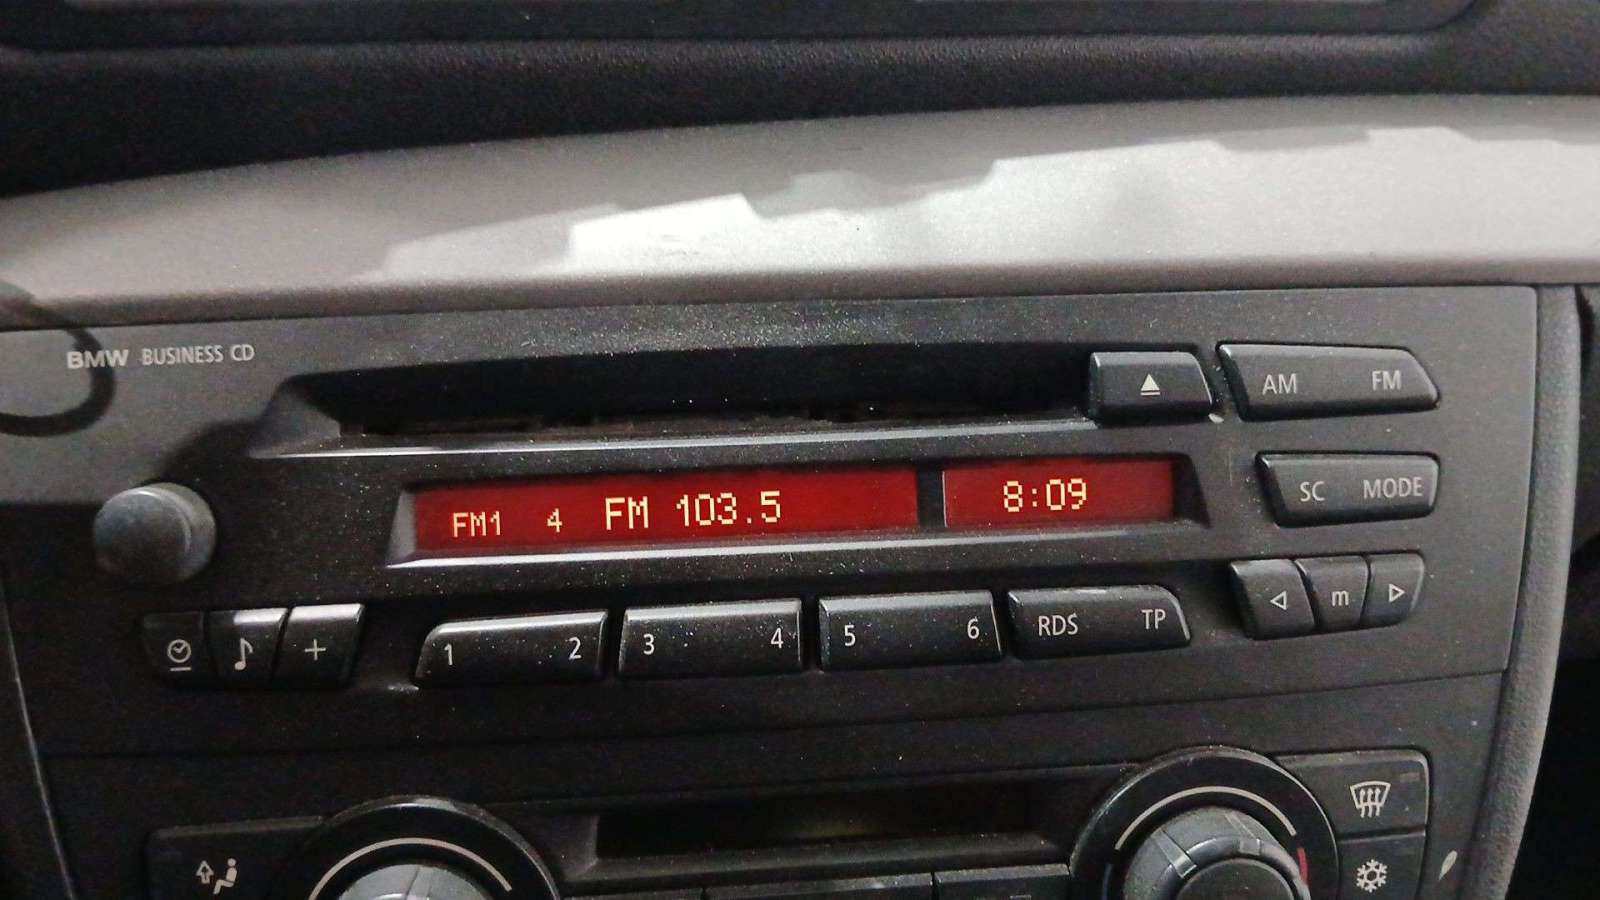 BMW BUSINESS CD
AM FM
FM1 4 FM 103.5 8:09
SC MODE
1 2 3 4 5 6 RDS TP
m